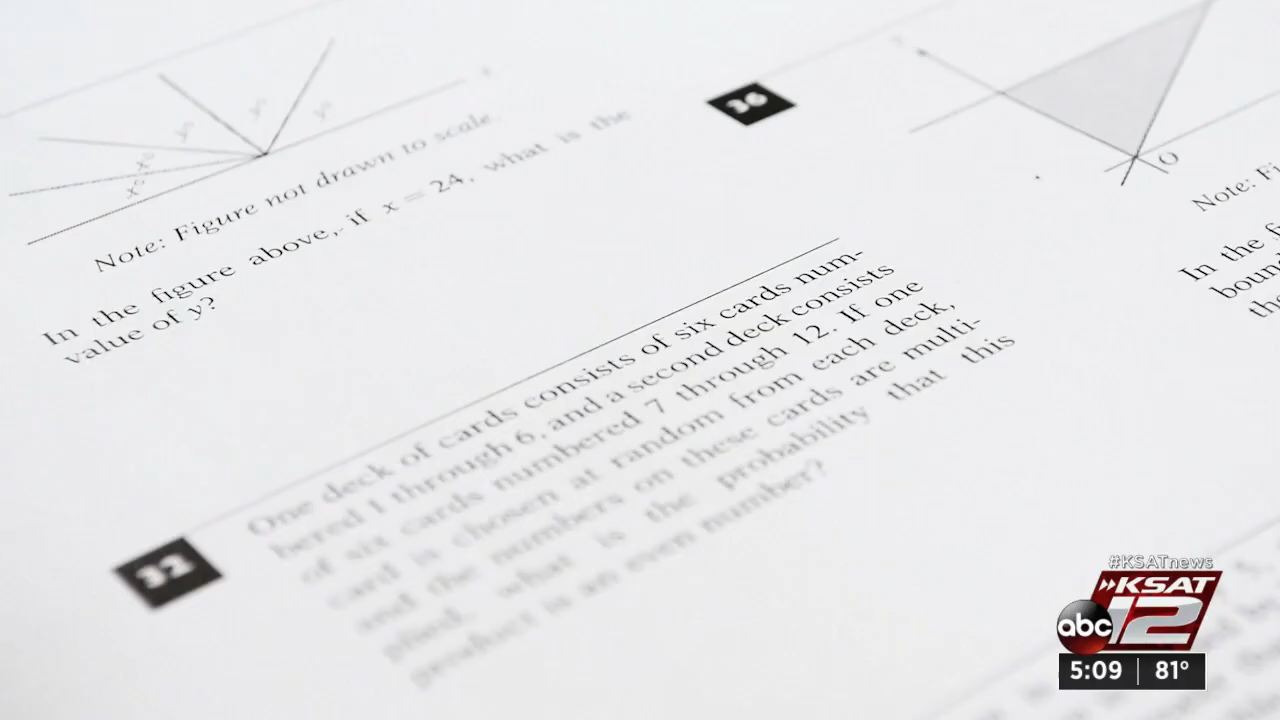 x°
x°
y°
y°
y°
Note: Figure not drawn to scale.
In the figure above, if x = 24, what is the
value of y?
32
One deck of cards consists of six cards num-
bered 1 through 6, and a second deck consists
of six cards numbered 7 through 12. If one
card is chosen at random from each deck,
and the numbers on these cards are multi-
plied what is the probability that this
product is an even number?
36
O
Note: Fi
In the fi
boun
the
#KSATnews
KSAT
abc 12
5:09 81°